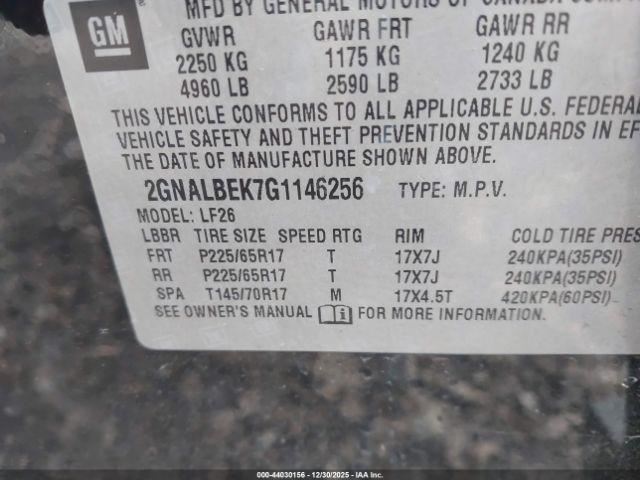 MFD BY GENERAL MOTORS OF CANADA
GM
GVWR GAWR FRT GAWR RR
2250 KG 1175 KG 1240 KG
4960 LB 2590 LB 2733 LB
THIS VEHICLE CONFORMS TO ALL APPLICABLE U.S. FEDERAL
VEHICLE SAFETY AND THEFT PREVENTION STANDARDS IN EF
THE DATE OF MANUFACTURE SHOWN ABOVE.
2GNALBEK7G1146256 TYPE: M.P.V.
MODEL: LF26
LBBR TIRE SIZE SPEED RTG RIM COLD TIRE PRES
FRT P225/65R17 T 17X7J 240KPA(35PSI)
RR P225/65R17 T 17X7J 240KPA(35PSI)
SPA T145/70R17 M 17X4.5T 420KPA(60PSI)
SEE OWNER'S MANUAL FOR MORE INFORMATION.
000-44030156 - 12/30/2025 - COPYRIGHT IAA, LLC.